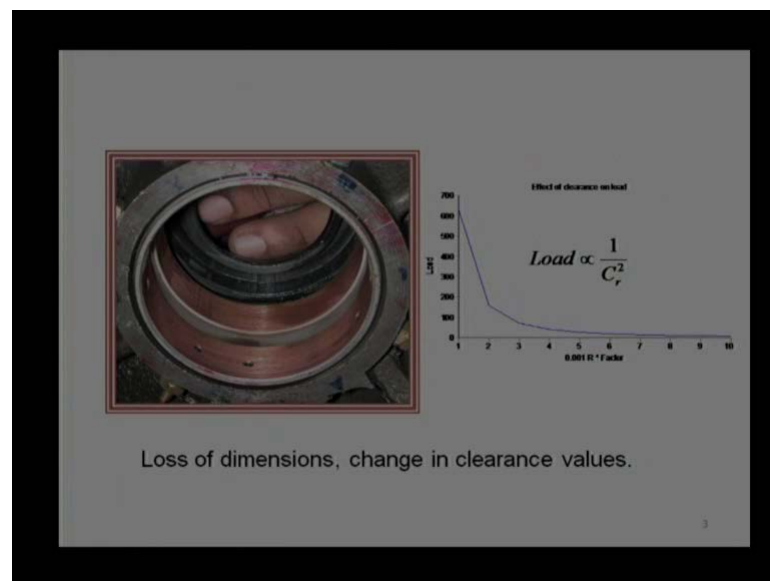 Effect of clearance on load
700
600
500
400
300
200
100
0
Load
1 2 3 4 5 6 7 8 9 10
0.001 R * Factor
Load ∝ 1/C_r^2
Loss of dimensions, change in clearance values.
3